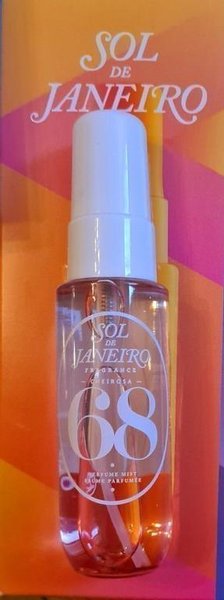 SOL
DE
JANEIRO
SOL
DE
JANEIRO
FRAGRANCE
CHEIROSA
68
PERFUME MIST
BRUME PARFUMÉE